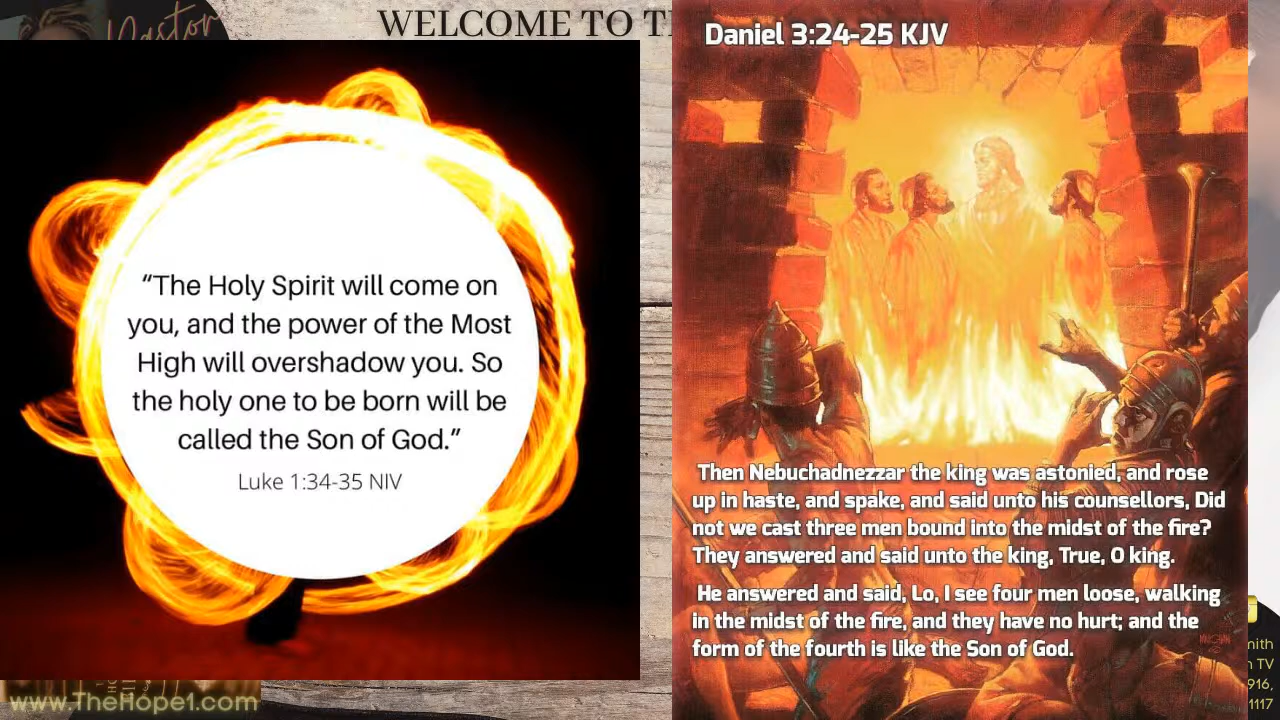 Pastor
WELCOME TO
“The Holy Spirit will come on
you, and the power of the Most
High will overshadow you. So
the holy one to be born will be
called the Son of God.”
Luke 1:34-35 NIV
www.TheHope1.com
Daniel 3:24-25 KJV
Then Nebuchadnezzar the king was astonied, and rose
up in haste, and spake, and said unto his counsellors, Did
not we cast three men bound into the midst of the fire?
They answered and said unto the king, True, O king.
He answered and said, Lo, I see four men loose, walking
in the midst of the fire, and they have no hurt; and the
form of the fourth is like the Son of God.
TV
916,
1117